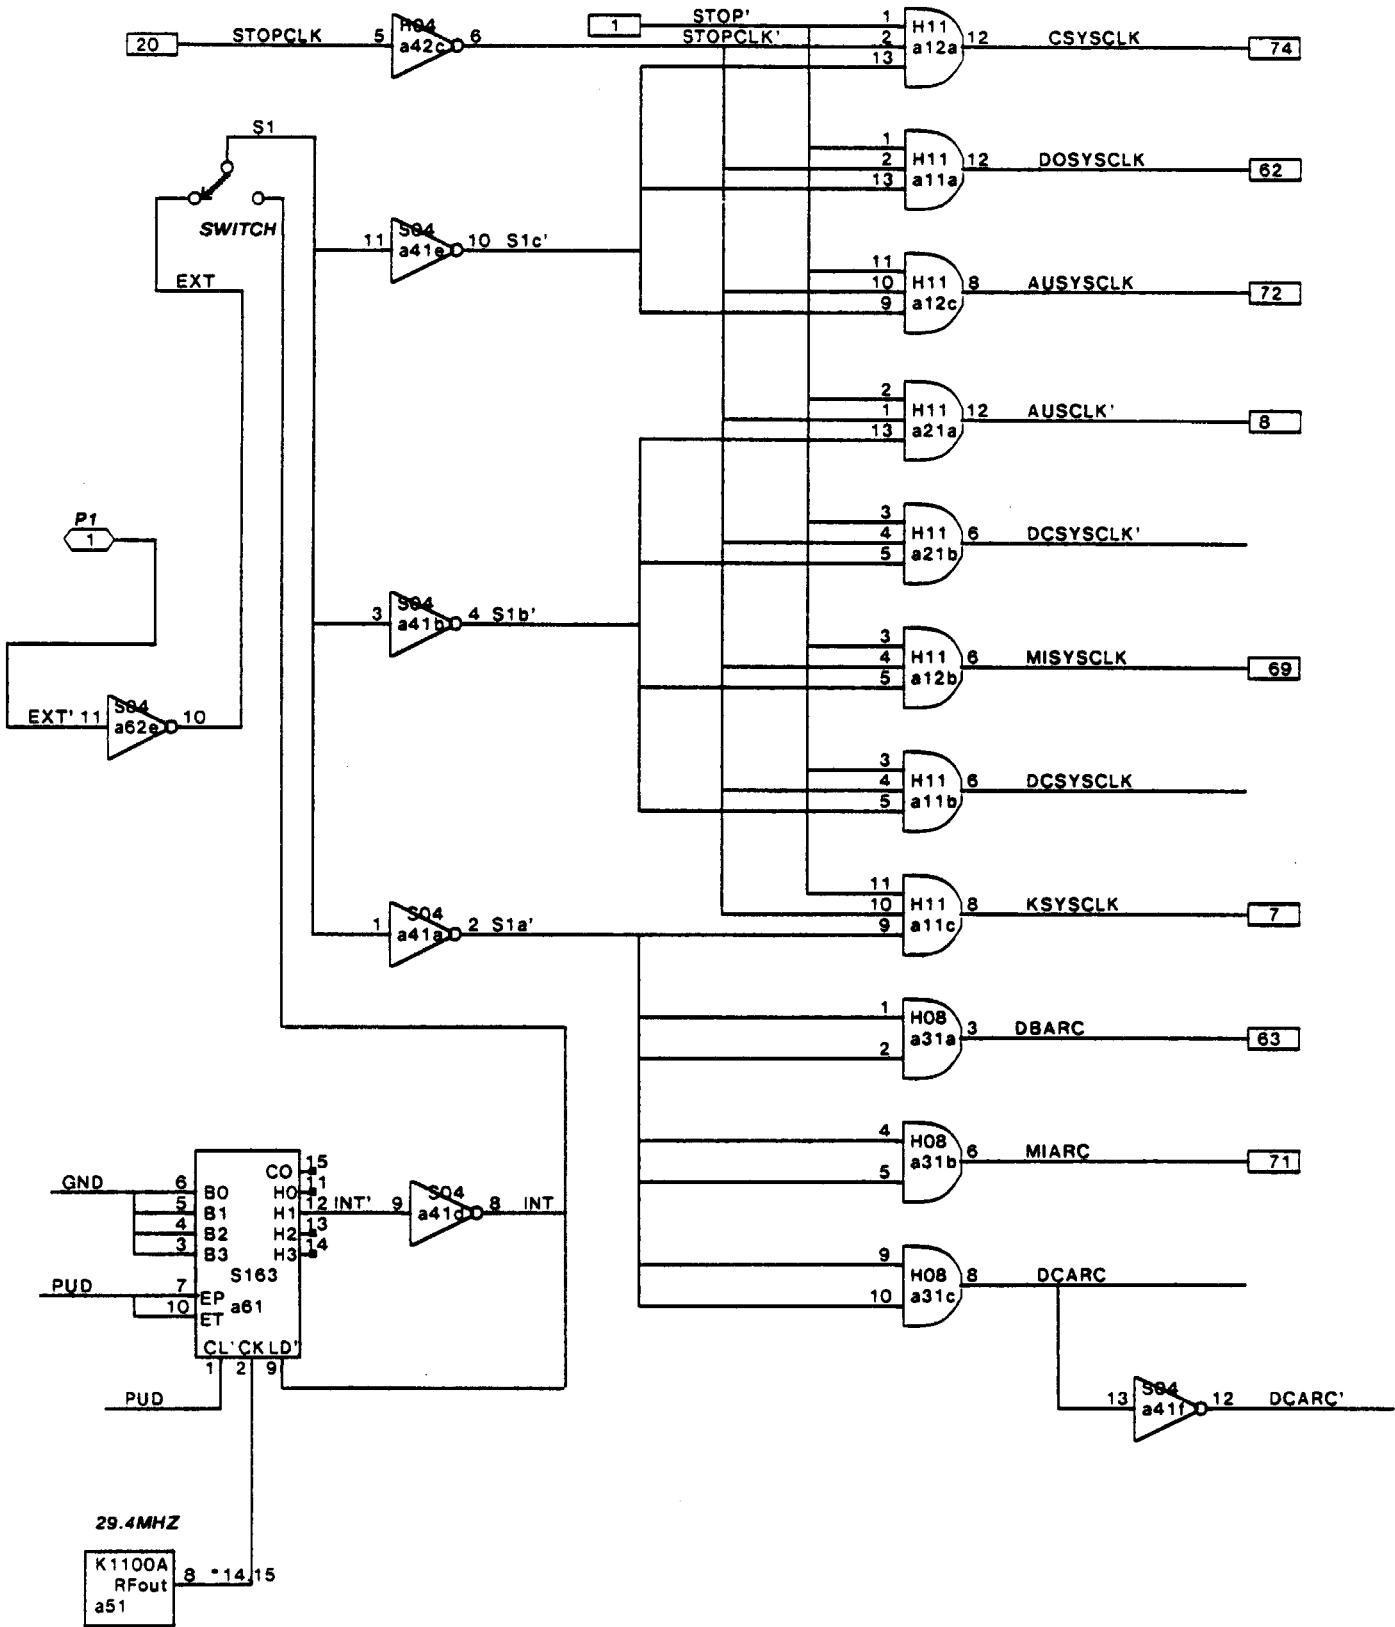 20 STOPCLK 5 H04 a42c 6
1 STOP'
STOPCLK'
1 2 13 H11 a12a 12 CSYSCLK 74
S1
SWITCH
EXT
1 2 13 H11 a11a 12 DOSYSCLK 62
11 S04 a41e 10 S1c'
11 10 9 H11 a12c 8 AUSYSCLK 72
2 1 13 H11 a21a 12 AUSCLK' 8
P1
1
3 4 5 H11 a21b 6 DCSYSCLK'
3 S04 a41b 4 S1b'
3 4 5 H11 a12b 6 MISYSCLK 69
EXT' 11 S04 a62e 10
3 4 5 H11 a11b 6 DCSYSCLK
1 S04 a41a 2 S1a'
11 10 9 H11 a11c 8 KSYSCLK 7
1 2 H08 a31a 3 DBARC 63
4 5 H08 a31b 6 MIARC 71
GND
6 B0
5 B1
4 B2
3 B3
CO 15
H0 11
H1 12 INT' 9 S04 a41d 8 INT
H2 13
H3 14
S163
a61
PUD
7 EP
10 ET
CL' CK LD'
1 2 9
PUD
9 10 H08 a31c 8 DCARC
13 S04 a41f 12 DCARC'
29.4MHZ
K1100A
RFout 8 *14.15
a51